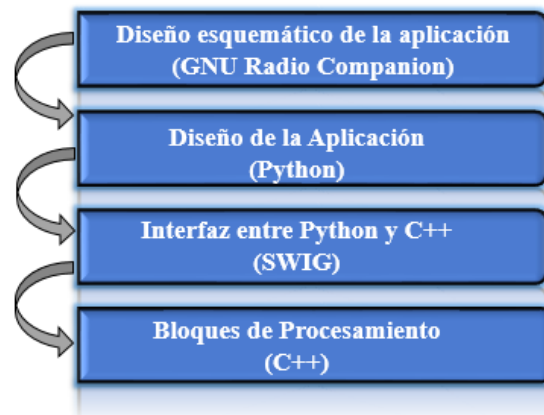 Diseño esquemático de la aplicación
(GNU Radio Companion)
Diseño de la Aplicación
(Python)
Interfaz entre Python y C++
(SWIG)
Bloques de Procesamiento
(C++)